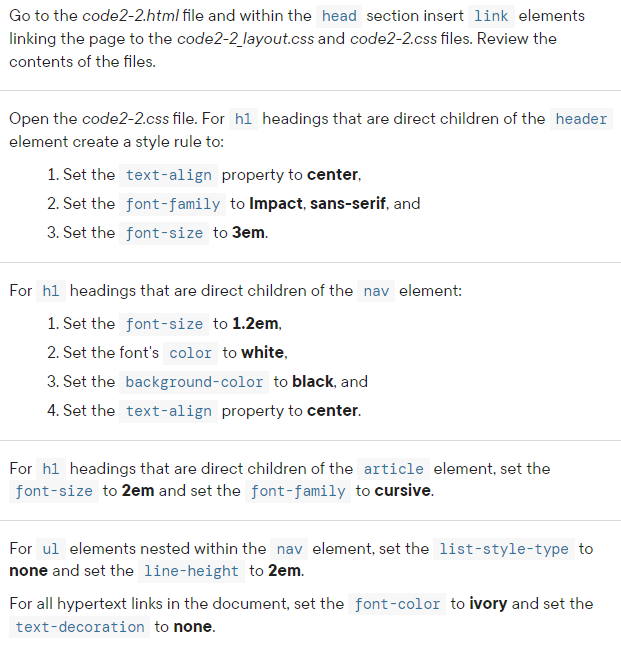 Go to the code2-2.html file and within the head section insert link elements
linking the page to the code2-2_layout.css and code2-2.css files. Review the
contents of the files.
Open the code2-2.css file. For h1 headings that are direct children of the header
element create a style rule to:
1. Set the text-align property to center,
2. Set the font-family to Impact, sans-serif, and
3. Set the font-size to 3em.
For h1 headings that are direct children of the nav element:
1. Set the font-size to 1.2em,
2. Set the font's color to white,
3. Set the background-color to black, and
4. Set the text-align property to center.
For h1 headings that are direct children of the article element, set the
font-size to 2em and set the font-family to cursive.
For ul elements nested within the nav element, set the list-style-type to
none and set the line-height to 2em.
For all hypertext links in the document, set the font-color to ivory and set the
text-decoration to none.